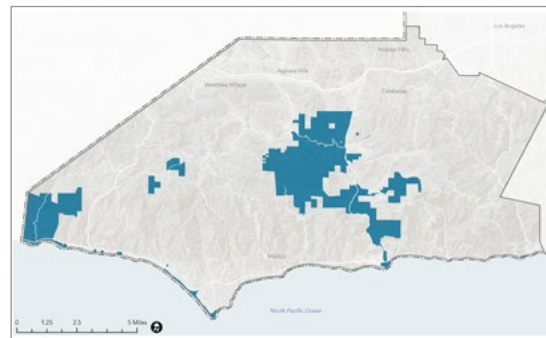 Los Angeles
Hidden Hills
Agoura Hills
Westlake Village
Calabasas
Malibu
North Pacific Ocean
0 1.25 2.5 5 Miles